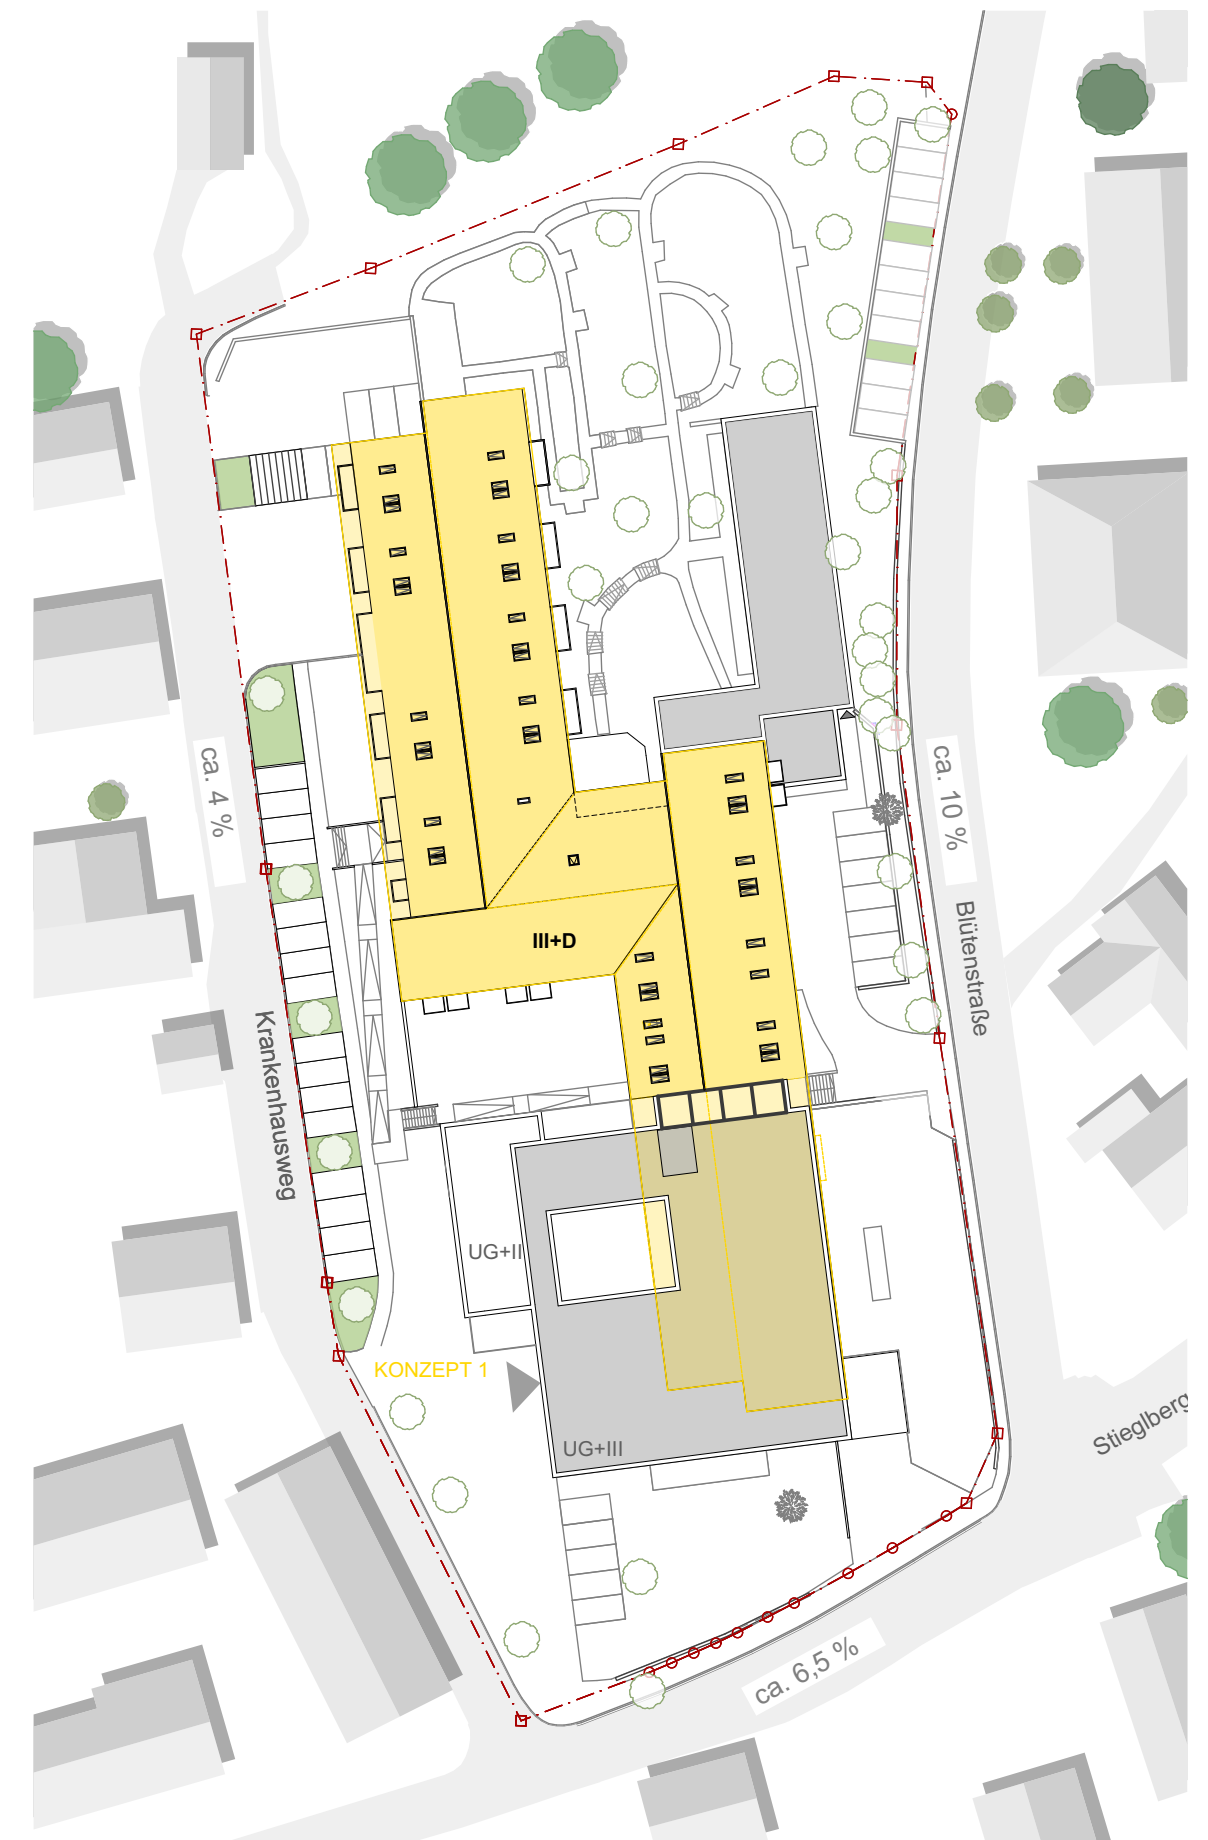 ca. 4 %
ca. 10 %
Blütenstraße
III+D
Krankenhausweg
UG+II
KONZEPT 1
UG+III
Stieglberg
ca. 6,5 %